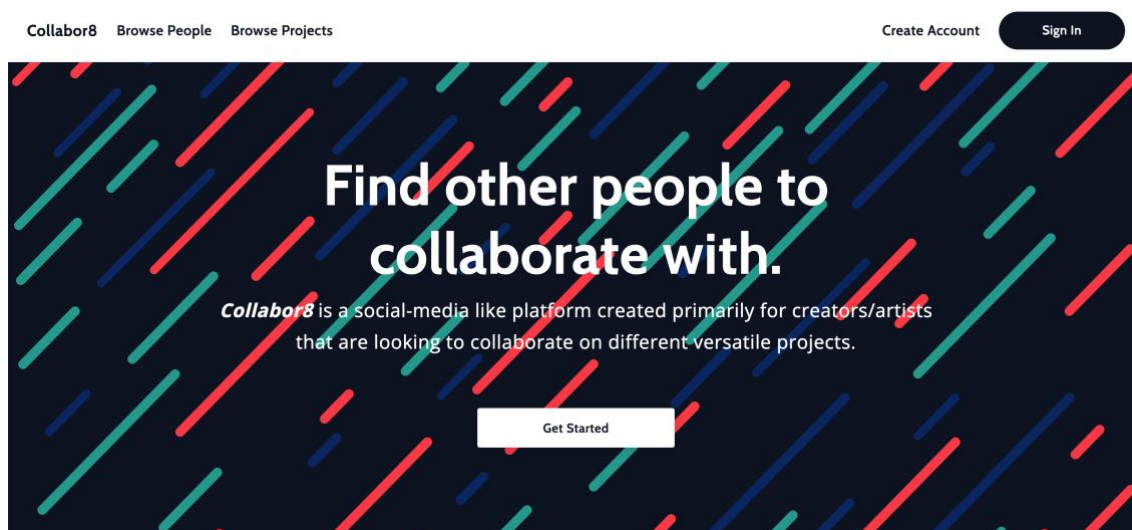 Collabor8 Browse People Browse Projects Create Account Sign In
Find other people to
collaborate with.
Collabor8 is a social-media like platform created primarily for creators/artists
that are looking to collaborate on different versatile projects.
Get Started